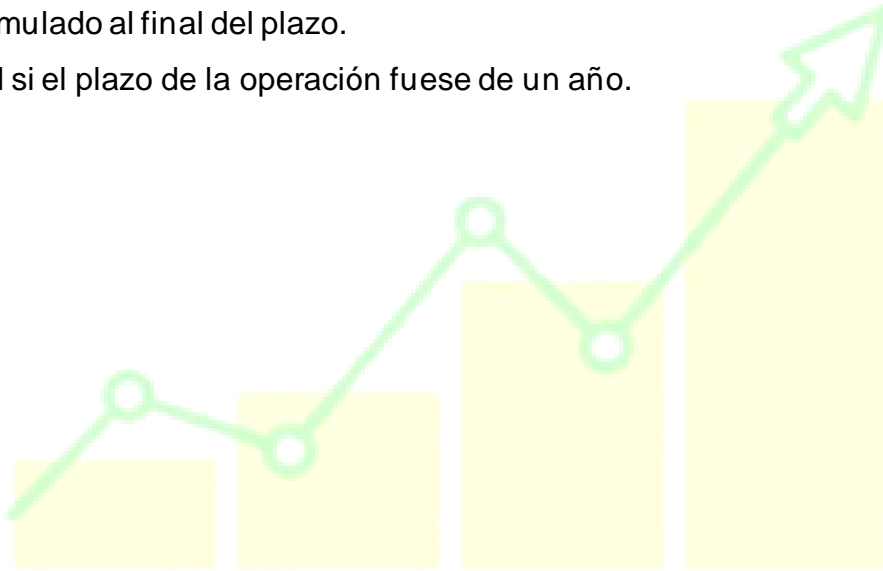 mulado al final del plazo.
si el plazo de la operación fuese de un año.